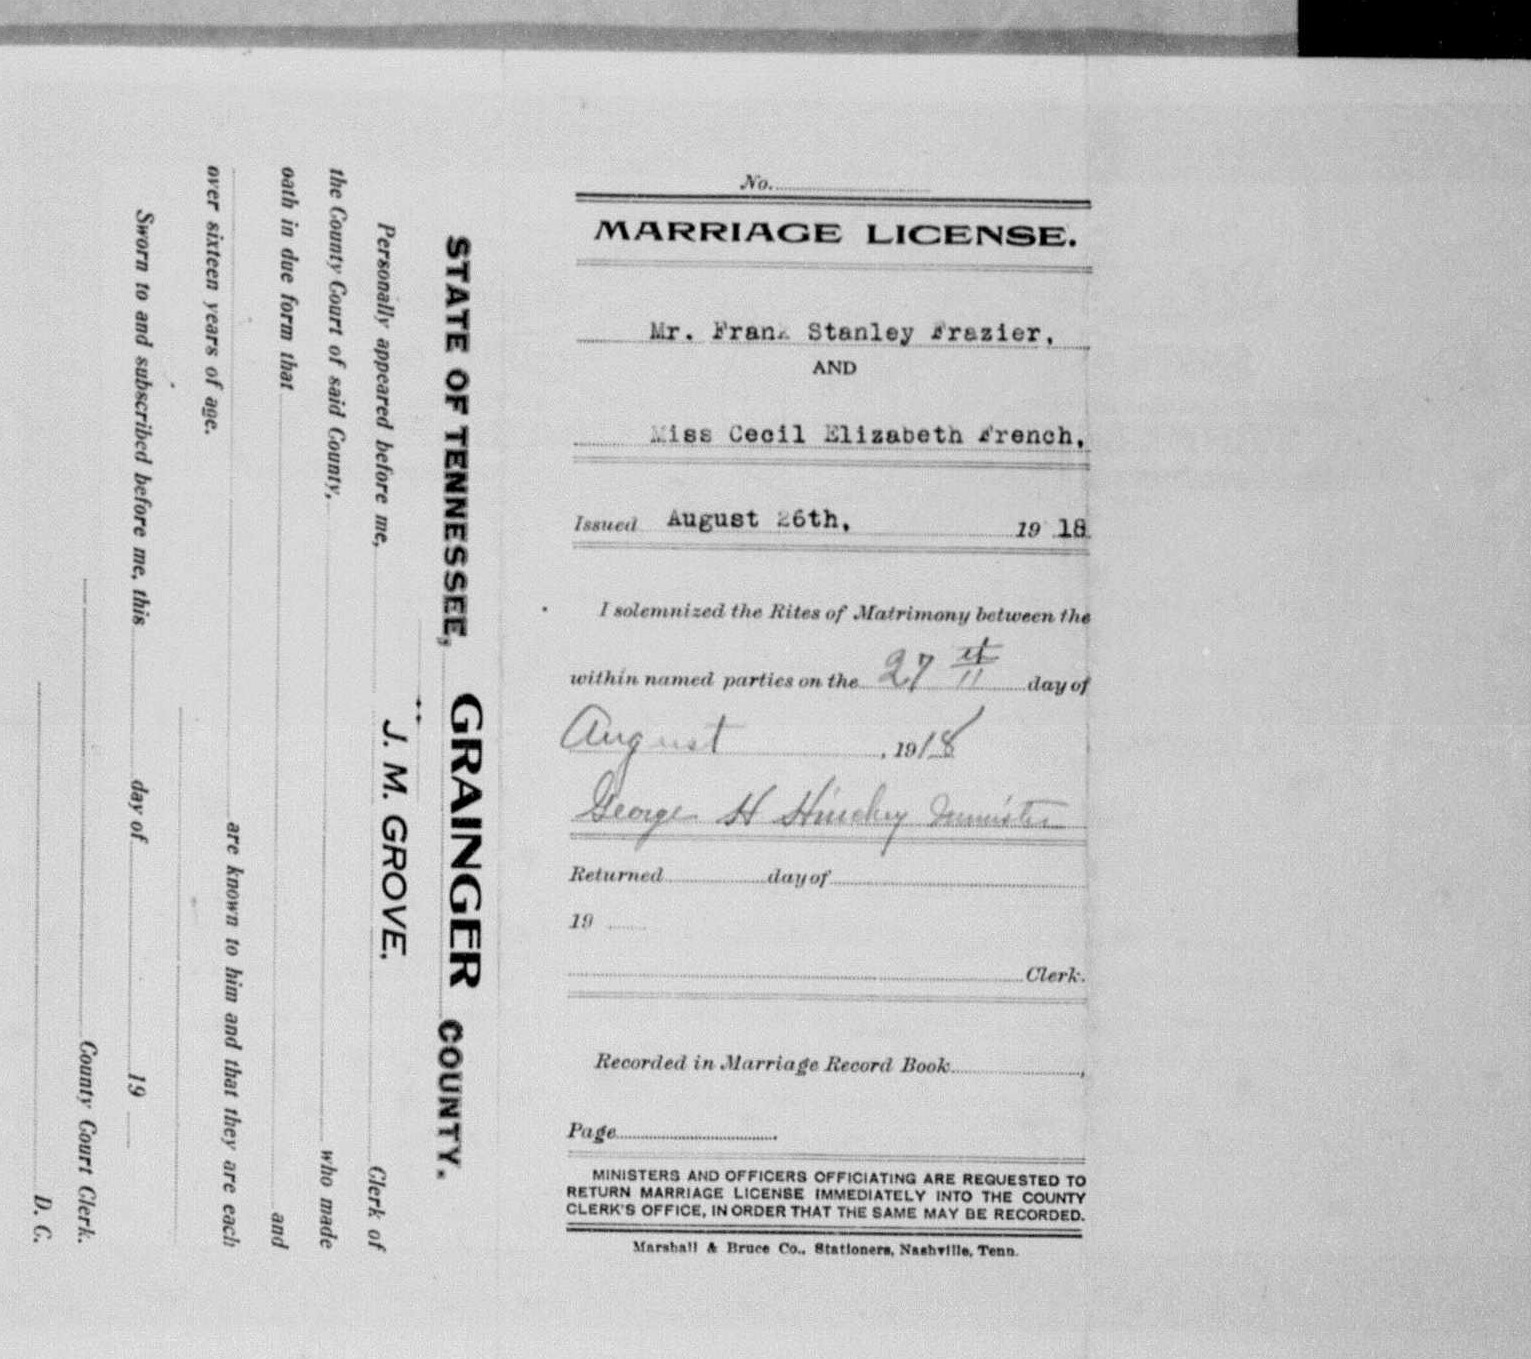 No.
MARRIAGE LICENSE.
Mr. Frank Stanley Frazier,
AND
Miss Cecil Elizabeth French,
Issued August 26th, 19 18
I solemnized the Rites of Matrimony between the
within named parties on the 27th day of
August, 1918
George H Hinchey Minister
Returned day of
19
Clerk.
Recorded in Marriage Record Book,
Page.
MINISTERS AND OFFICERS OFFICIATING ARE REQUESTED TO
RETURN MARRIAGE LICENSE IMMEDIATELY INTO THE COUNTY
CLERK'S OFFICE, IN ORDER THAT THE SAME MAY BE RECORDED.
Marshall & Bruce Co., Stationers, Nashville, Tenn.
STATE OF TENNESSEE, GRAINGER COUNTY.
Personally appeared before me, J. M. GROVE, Clerk of
the County Court of said County, who made
oath in due form that and
are known to him and that they are each
over sixteen years of age.
Sworn to and subscribed before me, this day of 19
County Court Clerk.
D. C.